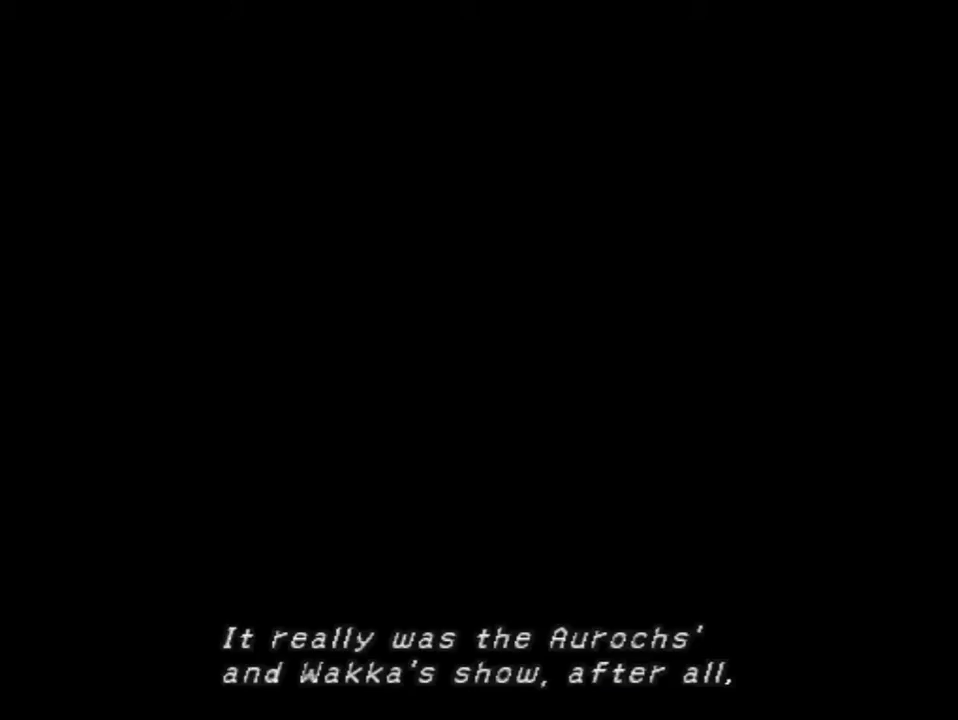 It really was the Aurochs'
and Wakka's show, after all,